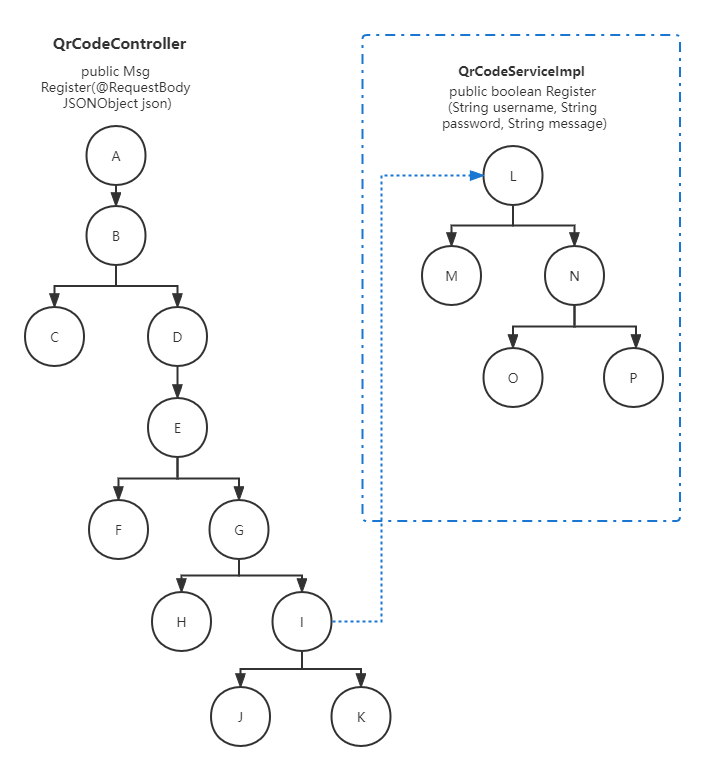 QrCodeController
public Msg
Register(@RequestBody
JSONObject json)
A
B
C
D
E
F
G
H
I
J
K
QrCodeServiceImpl
public boolean Register
(String username, String
password, String message)
L
M
N
O
P